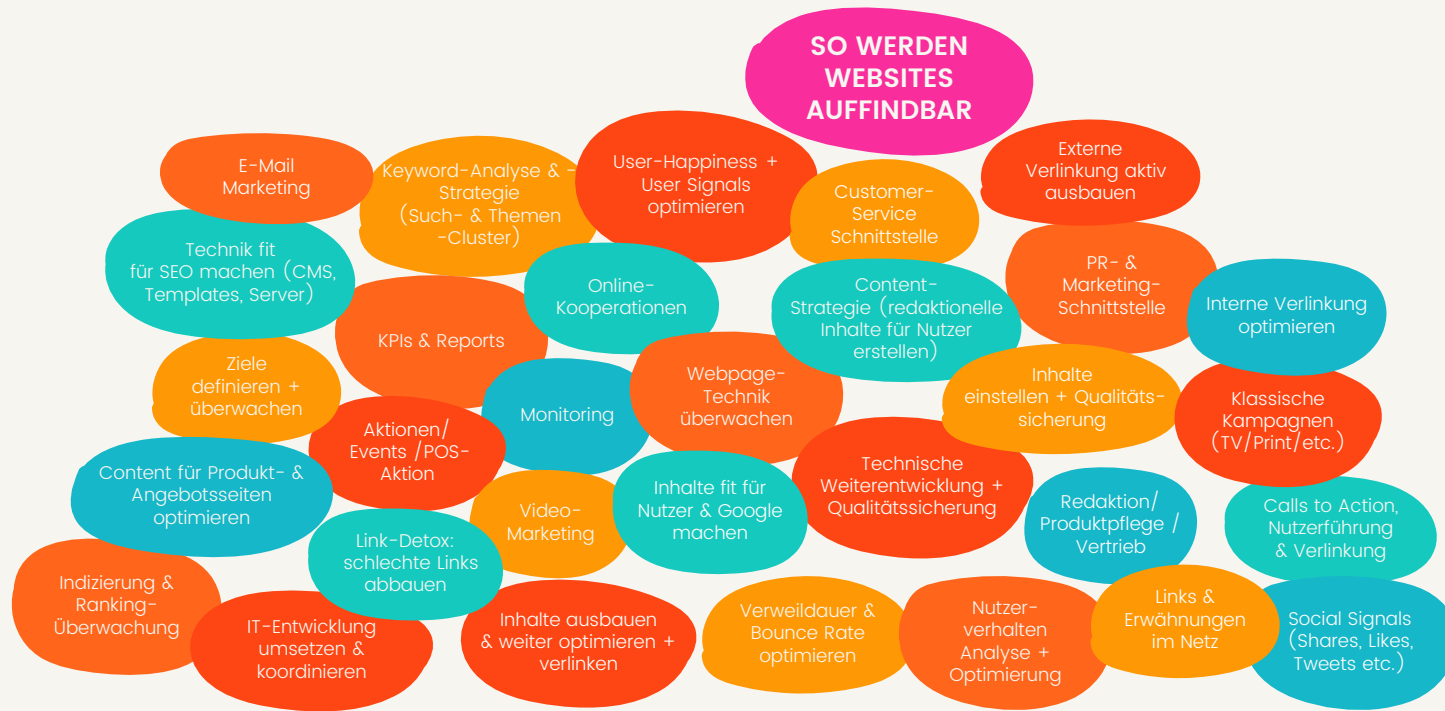 SO WERDEN
WEBSITES
AUFFINDBAR
E-Mail
Marketing
Keyword-Analyse & -
Strategie
(Such- & Themen
-Cluster)
User-Happiness +
User Signals
optimieren
Customer-
Service
Schnittstelle
Externe
Verlinkung aktiv
ausbauen
Technik fit
für SEO machen (CMS,
Templates, Server)
KPIs & Reports
Online-
Kooperationen
Content-
Strategie (redaktionelle
Inhalte für Nutzer
erstellen)
PR- &
Marketing-
Schnittstelle
Interne Verlinkung
optimieren
Ziele
definieren +
überwachen
Aktionen/
Events /POS-
Aktion
Monitoring
Webpage-
Technik
überwachen
Inhalte
einstellen + Qualitäts-
sicherung
Klassische
Kampagnen
(TV/Print/etc.)
Content für Produkt- &
Angebotsseiten
optimieren
Link-Detox:
schlechte Links
abbauen
Video-
Marketing
Inhalte fit für
Nutzer & Google
machen
Technische
Weiterentwicklung +
Qualitätssicherung
Redaktion/
Produktpflege /
Vertrieb
Calls to Action,
Nutzerführung
& Verlinkung
Indizierung &
Ranking-
Überwachung
IT-Entwicklung
umsetzen &
koordinieren
Inhalte ausbauen
& weiter optimieren +
verlinken
Verweildauer &
Bounce Rate
optimieren
Nutzer-
verhalten
Analyse +
Optimierung
Links &
Erwähnungen
im Netz
Social Signals
(Shares, Likes,
Tweets etc.)